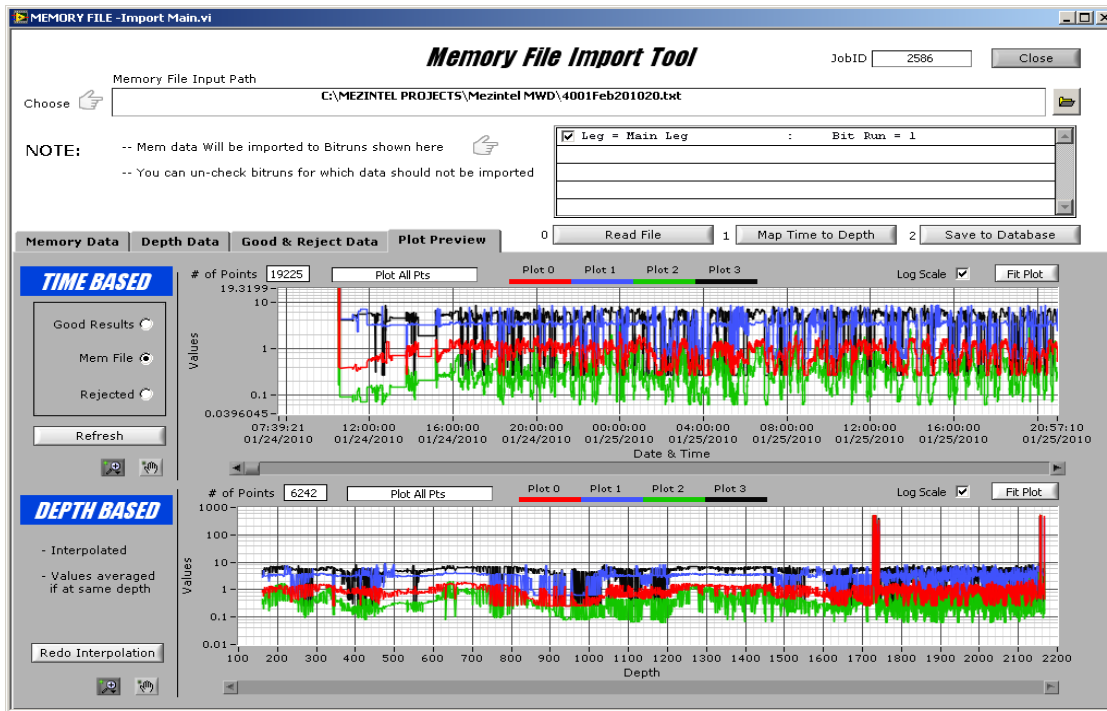 MEMORY FILE -Import Main.vi
Memory File Import Tool
JobID 2586 Close
Memory File Input Path
Choose C:\MEZINTEL PROJECTS\Mezintel MWD\4001Feb201020.txt
Leg = Main Leg : Bit Run = 1
NOTE: -- Mem data Will be imported to Bitruns shown here
-- You can un-check bitruns for which data should not be imported
Memory Data Depth Data Good & Reject Data Plot Preview 0 Read File 1 Map Time to Depth 2 Save to Database
TIME BASED
Good Results
Mem File
Rejected
Refresh
# of Points 19225 Plot All Pts Plot 0 Plot 1 Plot 2 Plot 3 Log Scale Fit Plot
19.3199
10
1
0.1
0.0396045
Values
07:39:21 12:00:00 16:00:00 20:00:00 00:00:00 04:00:00 08:00:00 12:00:00 16:00:00 20:57:10
01/24/2010 01/24/2010 01/24/2010 01/24/2010 01/25/2010 01/25/2010 01/25/2010 01/25/2010 01/25/2010 01/25/2010
Date & Time
DEPTH BASED
- Interpolated
- Values averaged
if at same depth
Redo Interpolation
# of Points 6242 Plot All Pts Plot 0 Plot 1 Plot 2 Plot 3 Log Scale Fit Plot
1000
100
10
1
0.1
0.01
Values
100 200 300 400 500 600 700 800 900 1000 1100 1200 1300 1400 1500 1600 1700 1800 1900 2000 2100 2200
Depth